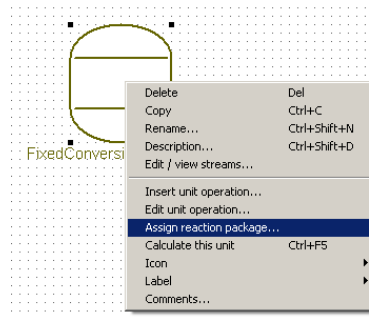 Delete Del
Copy Ctrl+C
Rename... Ctrl+Shift+N
Description... Ctrl+Shift+D
FixedConversi
Edit / view streams...
Insert unit operation...
Edit unit operation...
Assign reaction package...
Calculate this unit Ctrl+F5
Icon
Label
Comments...